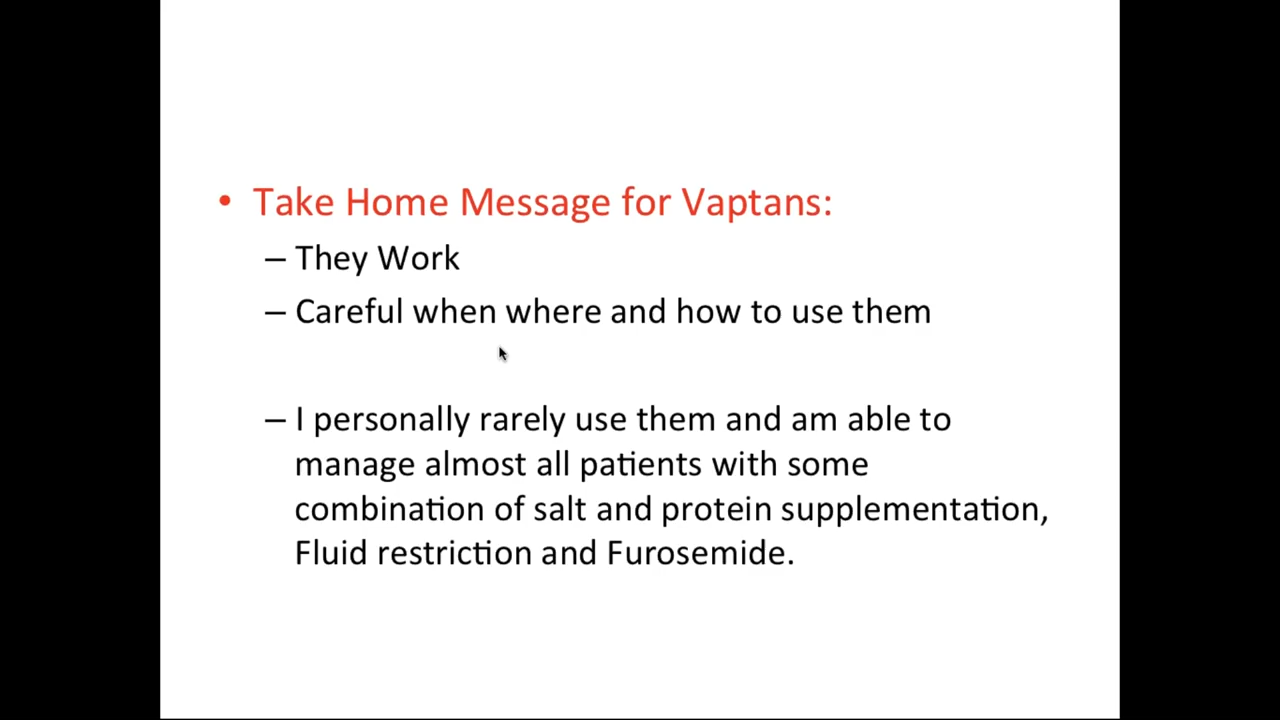 • Take Home Message for Vaptans:
– They Work
– Careful when where and how to use them
– I personally rarely use them and am able to
manage almost all patients with some
combination of salt and protein supplementation,
Fluid restriction and Furosemide.